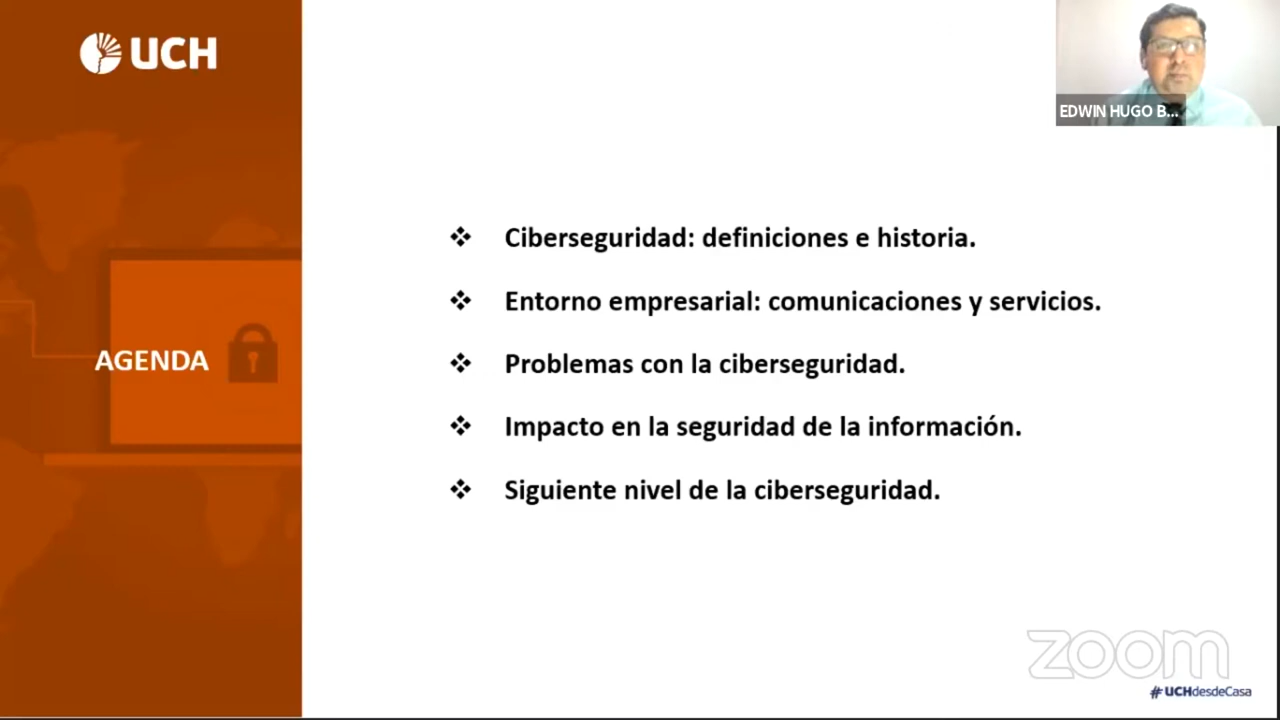 UCH
EDWIN HUGO B...
Ciberseguridad: definiciones e historia.
Entorno empresarial: comunicaciones y servicios.
Problemas con la ciberseguridad.
AGENDA
Impacto en la seguridad de la información.
Siguiente nivel de la ciberseguridad.
zoom
#UCHdesdeCasa